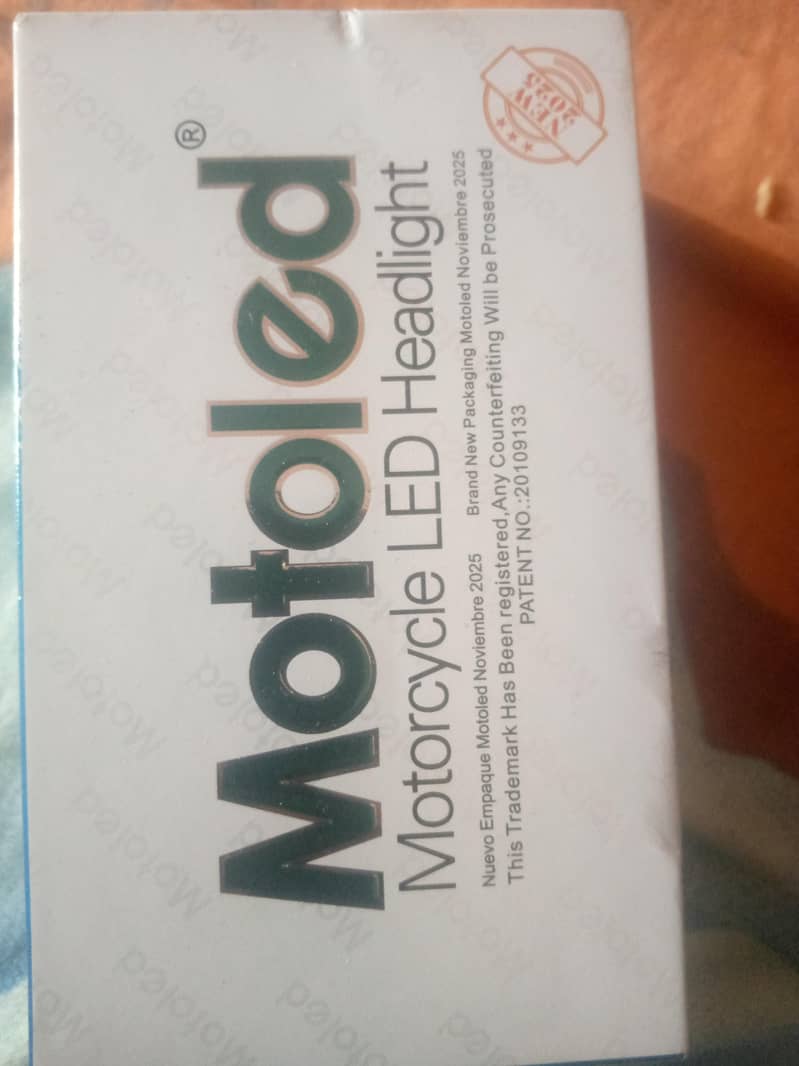 NEW
2025
Motoled®
Motorcycle LED Headlight
Nuevo Empaque Motoled Noviembre 2025 Brand New Packaging Motoled Noviembre 2025
This Trademark Has Been registered,Any Counterfeiting Will be Prosecuted
PATENT NO.:20109133